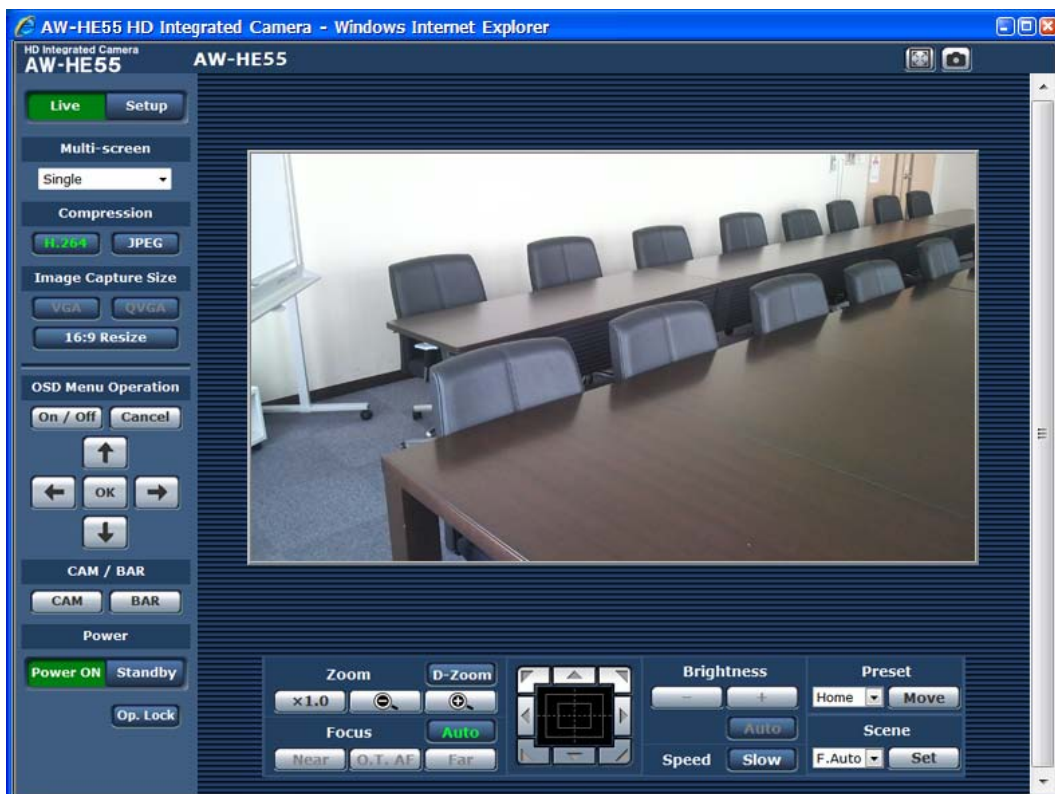 AW-HE55 HD Integrated Camera - Windows Internet Explorer
HD Integrated Camera
AW-HE55
AW-HE55
Live
Setup
Multi-screen
Single
Compression
H.264
JPEG
Image Capture Size
VGA
QVGA
16:9 Resize
OSD Menu Operation
On / Off
Cancel
OK
CAM / BAR
CAM
BAR
Power
Power ON
Standby
Op. Lock
Zoom
D-Zoom
×1.0
Focus
Auto
Near
O.T. AF
Far
Brightness
-
+
Auto
Speed
Slow
Preset
Home
Move
Scene
F.Auto
Set